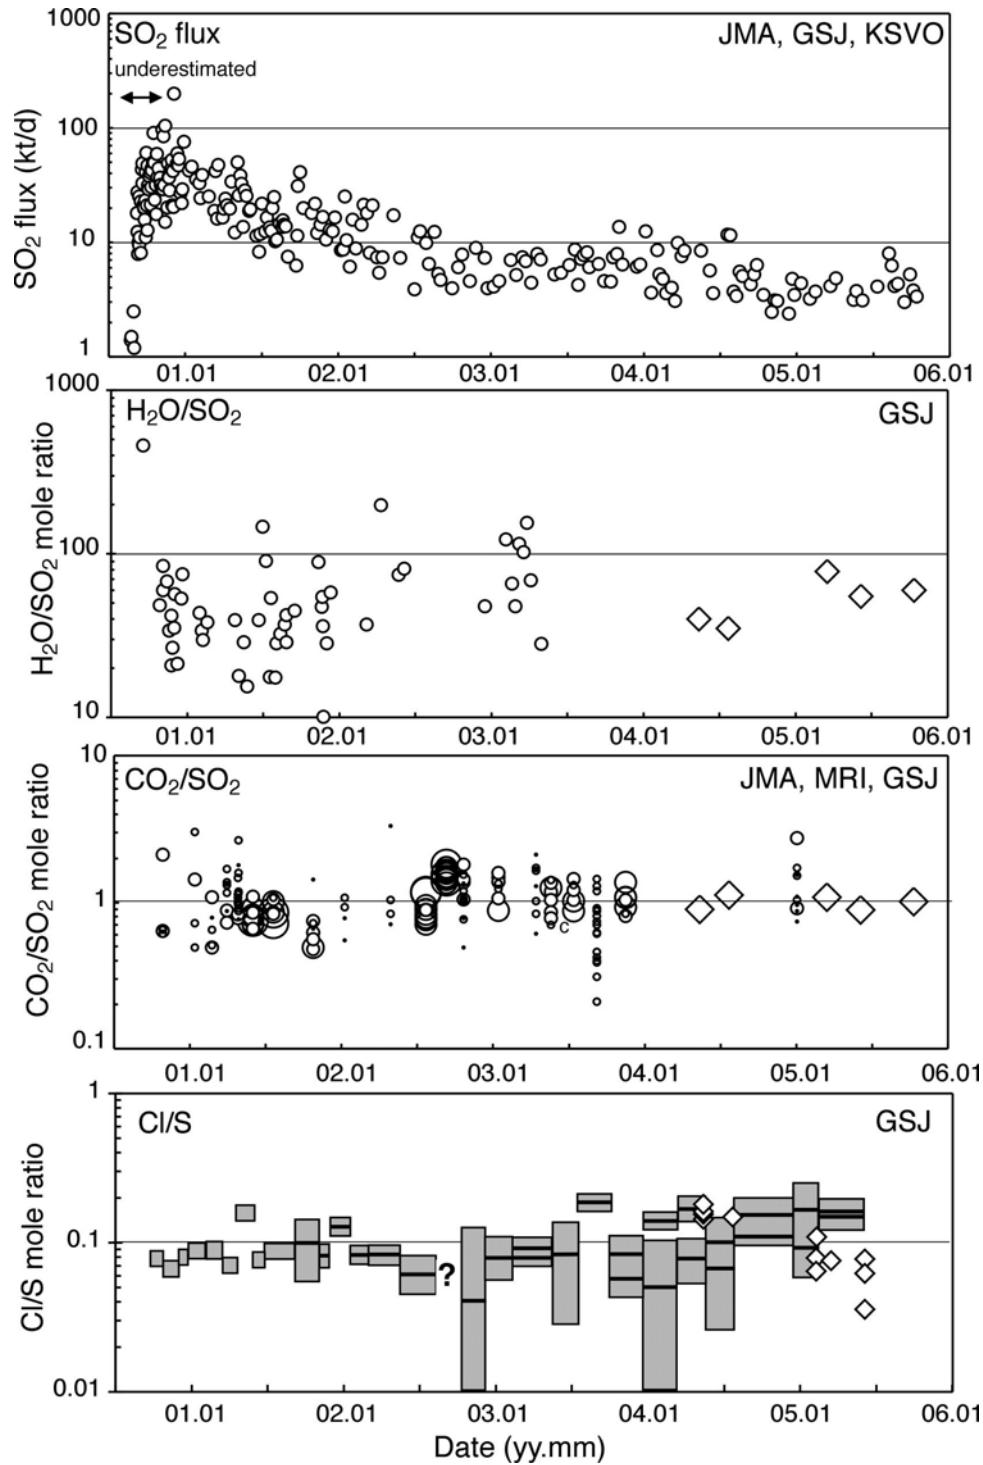 SO2 flux
JMA, GSJ, KSVO
underestimated
SO2 flux (kt/d)
1000
100
10
1
01.01 02.01 03.01 04.01 05.01 06.01
H2O/SO2
GSJ
H2O/SO2 mole ratio
1000
100
10
01.01 02.01 03.01 04.01 05.01 06.01
CO2/SO2
JMA, MRI, GSJ
CO2/SO2 mole ratio
10
1
0.1
c
01.01 02.01 03.01 04.01 05.01 06.01
Cl/S
GSJ
Cl/S mole ratio
1
0.1
0.01
?
01.01 02.01 03.01 04.01 05.01 06.01
Date (yy.mm)